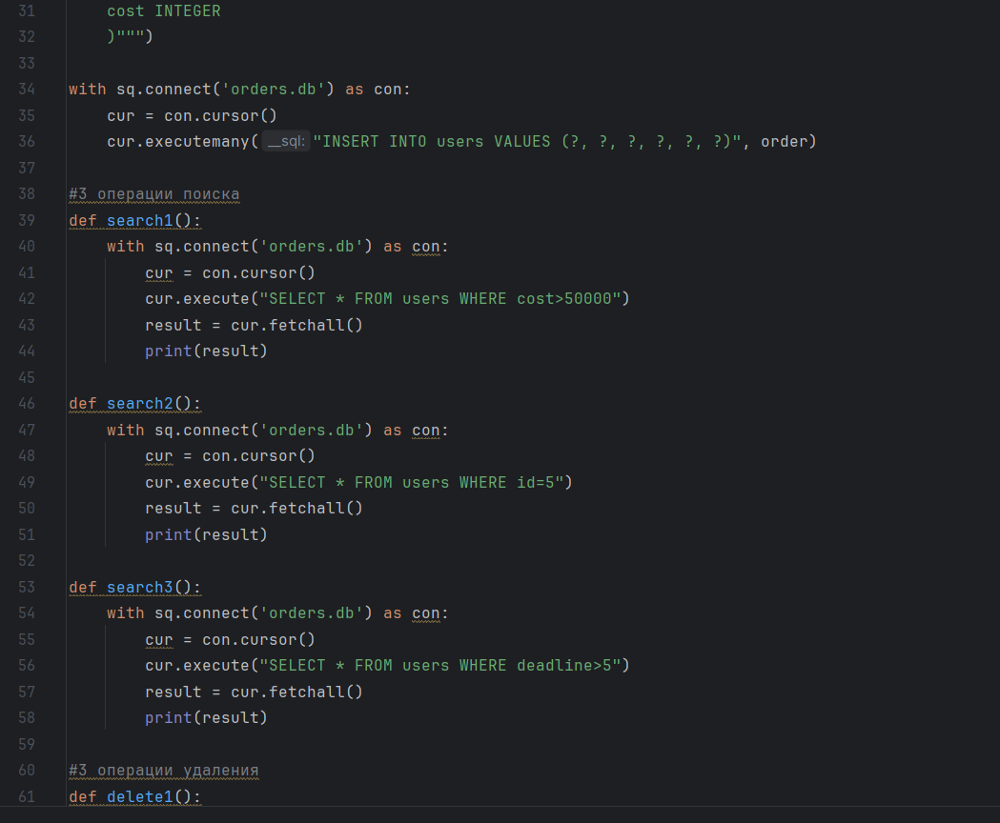 31 cost INTEGER
32 )""")
33
34 with sq.connect('orders.db') as con:
35 cur = con.cursor()
36 cur.executemany(__sql: "INSERT INTO users VALUES (?, ?, ?, ?, ?, ?)", order)
37
38 #3 операции поиска
39 def search1():
40 with sq.connect('orders.db') as con:
41 cur = con.cursor()
42 cur.execute("SELECT * FROM users WHERE cost>50000")
43 result = cur.fetchall()
44 print(result)
45
46 def search2():
47 with sq.connect('orders.db') as con:
48 cur = con.cursor()
49 cur.execute("SELECT * FROM users WHERE id=5")
50 result = cur.fetchall()
51 print(result)
52
53 def search3():
54 with sq.connect('orders.db') as con:
55 cur = con.cursor()
56 cur.execute("SELECT * FROM users WHERE deadline>5")
57 result = cur.fetchall()
58 print(result)
59
60 #3 операции удаления
61 def delete1():